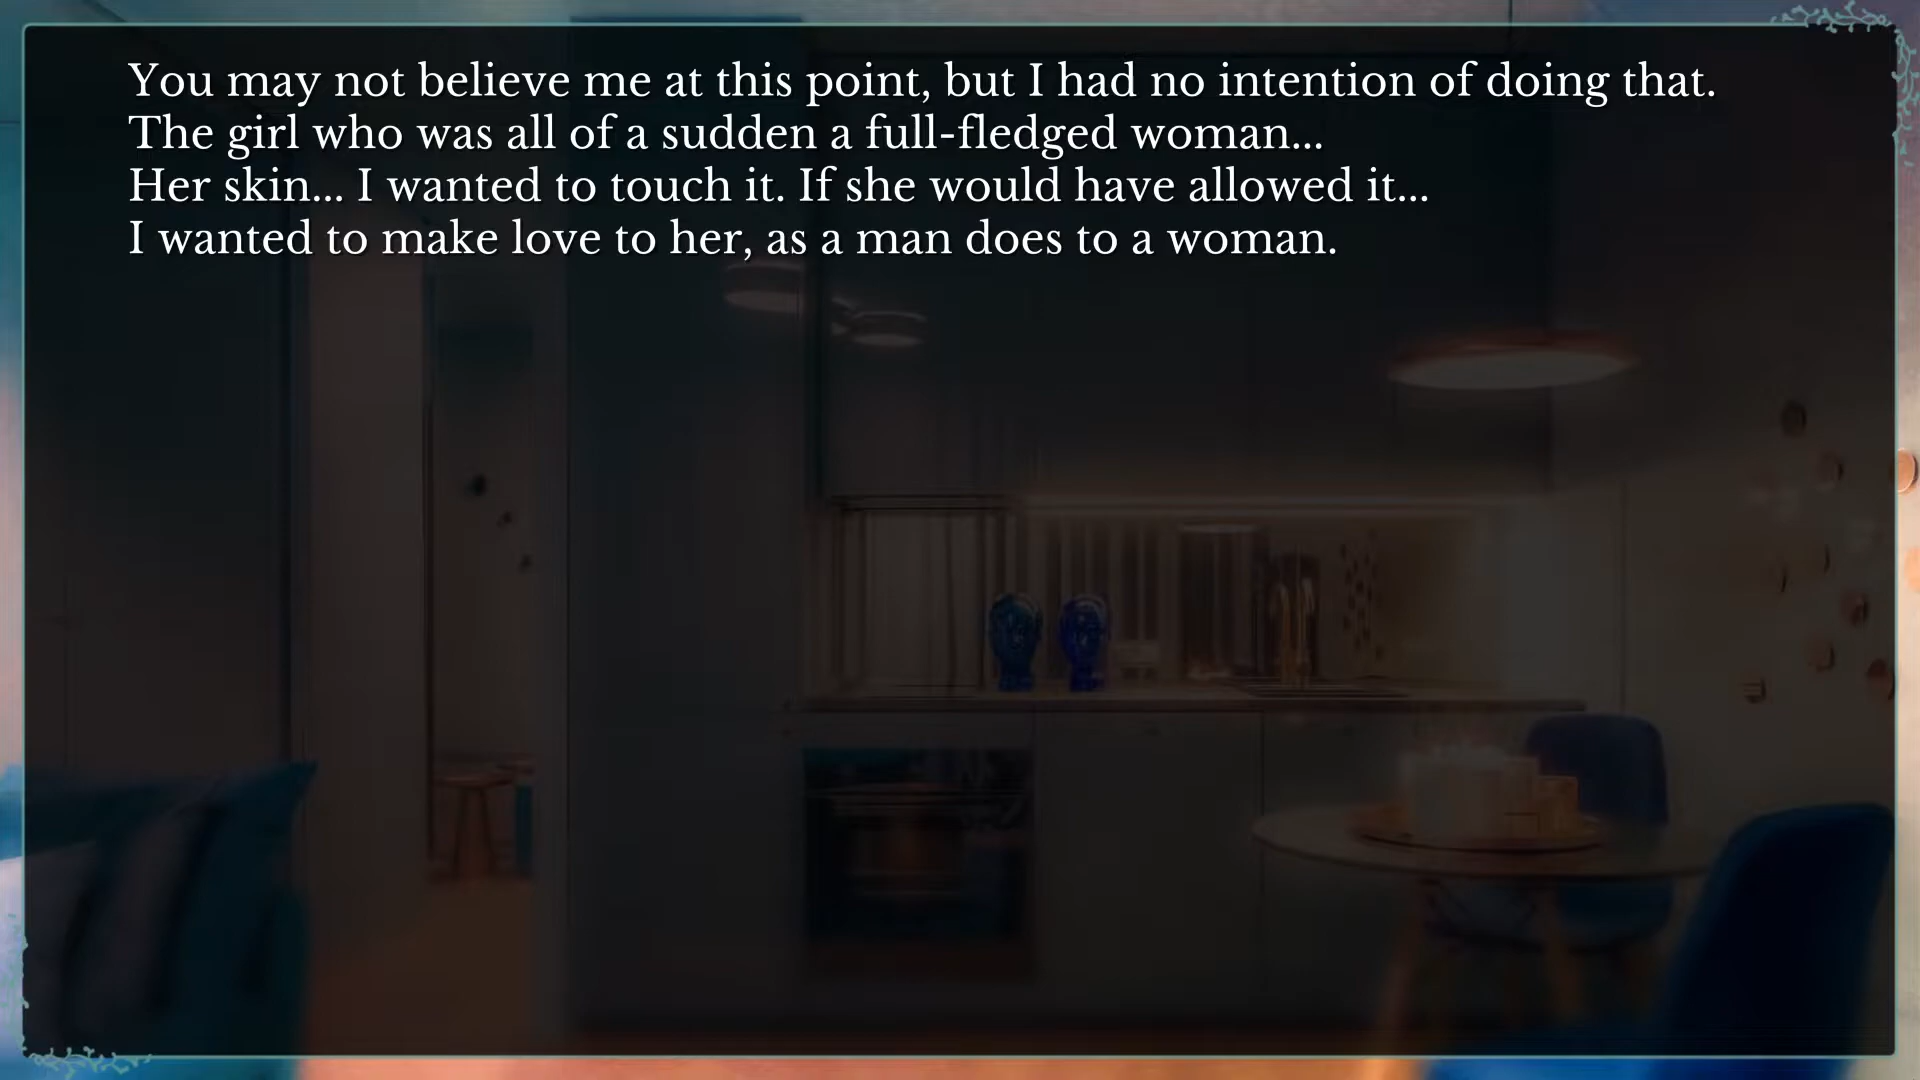 You may not believe me at this point, but I had no intention of doing that.
The girl who was all of a sudden a full-fledged woman...
Her skin... I wanted to touch it. If she would have allowed it...
I wanted to make love to her, as a man does to a woman.